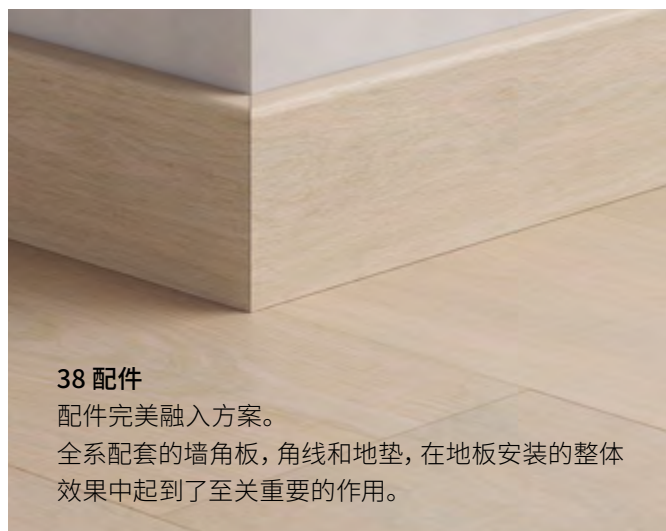 38 配件
配件完美融入方案。
全系配套的墙角板，角线和地垫，在地板安装的整体
效果中起到了至关重要的作用。